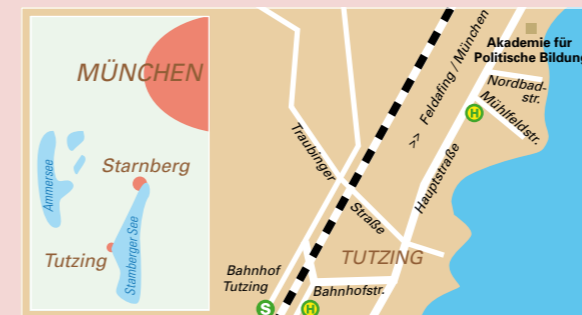 MÜNCHEN
Starnberg
Ammersee
Starnberger See
Tutzing
Akademie für
Politische Bildung
Nordbad-
str.
Mühlfeldstr.
H
>> Feldafing / München
Traubinger
Straße
Hauptstraße
TUTZING
Bahnhof
Tutzing
Bahnhofstr.
S
H